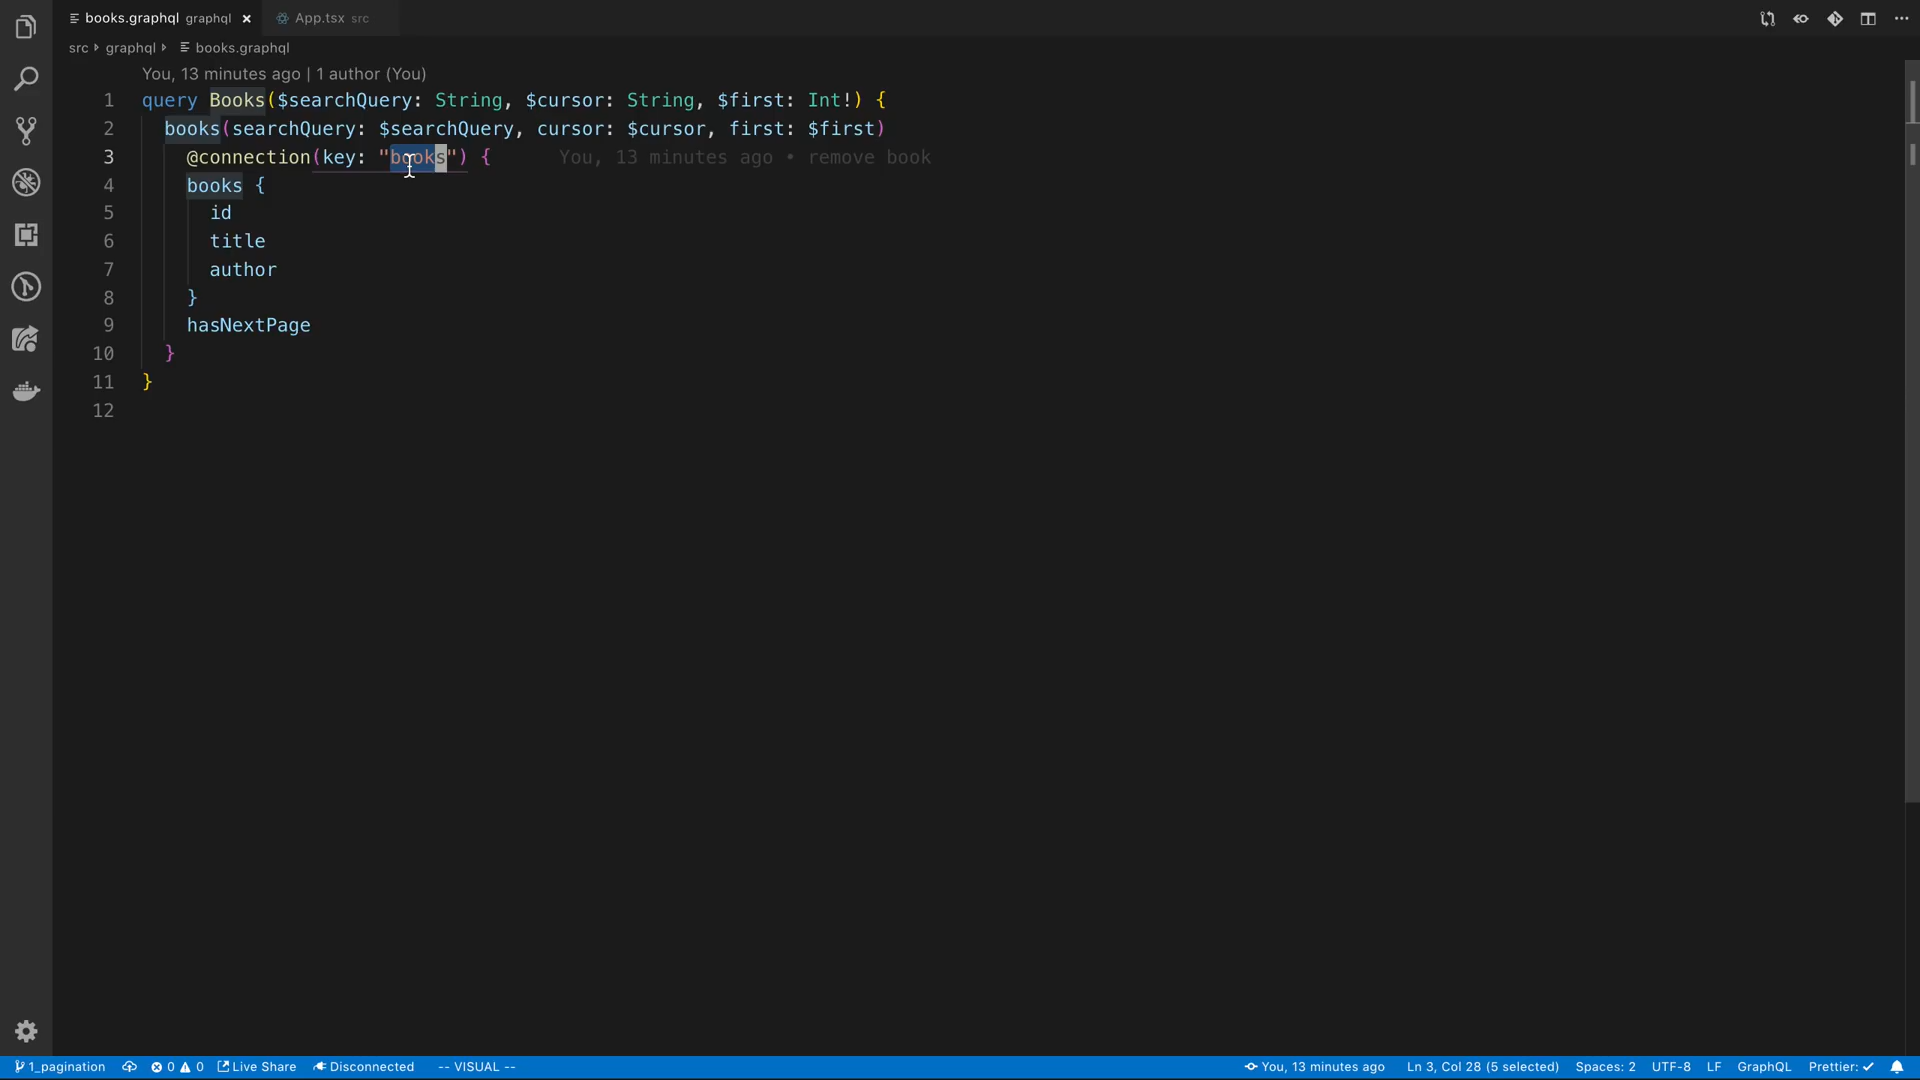 books.graphql graphql × App.tsx src
src graphql books.graphql
You, 13 minutes ago | 1 author (You)
1 query Books($searchQuery: String, $cursor: String, $first: Int!) {
2 books(searchQuery: $searchQuery, cursor: $cursor, first: $first)
3 @connection(key: "books") { You, 13 minutes ago • remove book
4 books {
5 id
6 title
7 author
8 }
9 hasNextPage
10 }
11 }
12
1_pagination 0 0 Live Share Disconnected -- VISUAL -- You, 13 minutes ago Ln 3, Col 28 (5 selected) Spaces: 2 UTF-8 LF GraphQL Prettier: ✓